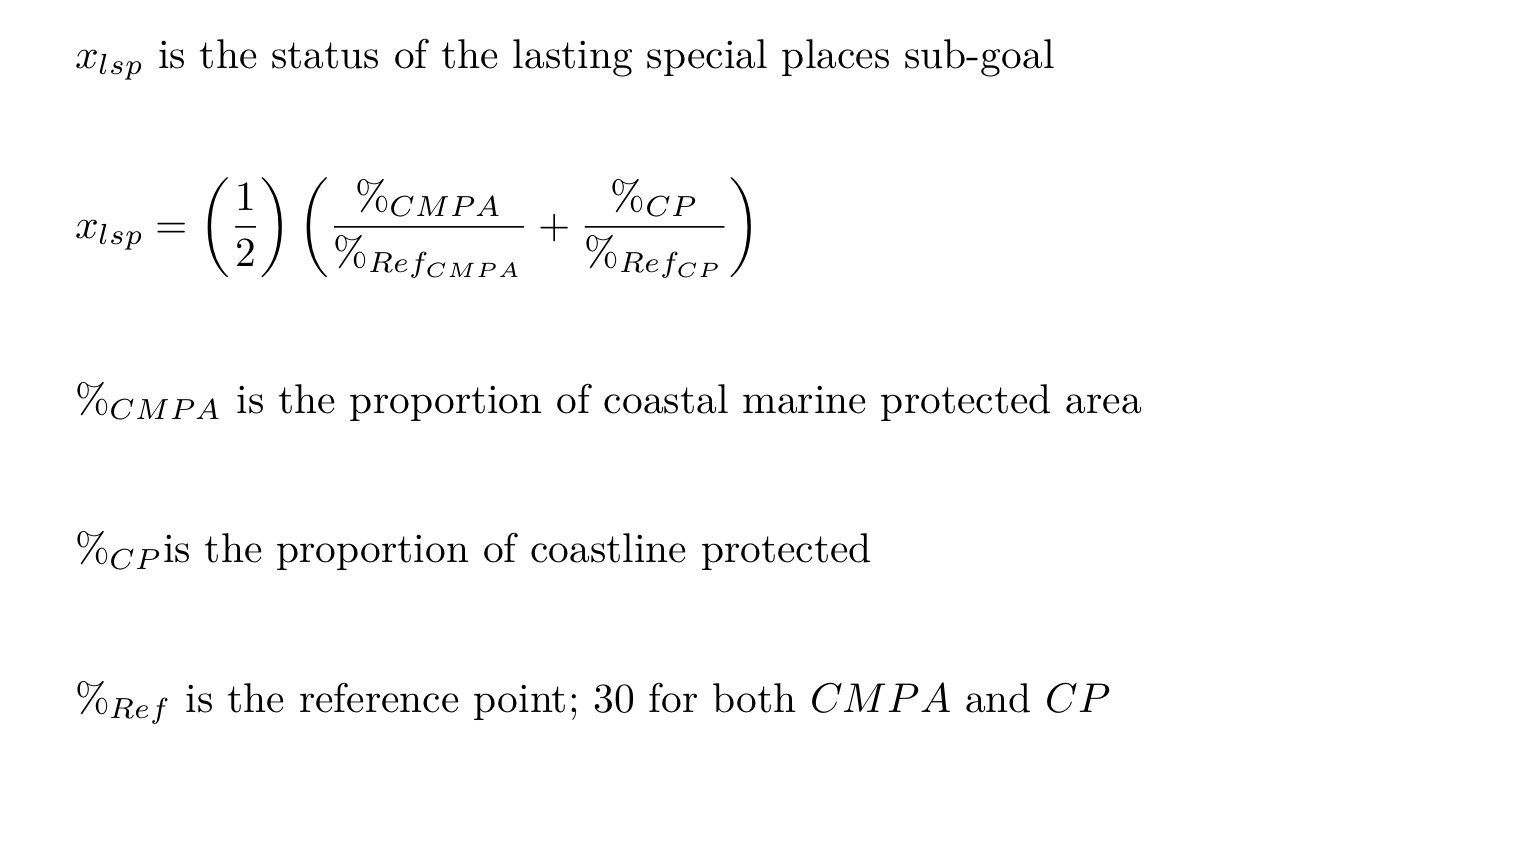 x_{lsp} is the status of the lasting special places sub-goal
x_{lsp} = \left(\frac{1}{2}\right) \left(\frac{\%_{CMPA}}{\%_{Ref_{CMPA}}} + \frac{\%_{CP}}{\%_{Ref_{CP}}}\right)
%_{CMPA} is the proportion of coastal marine protected area
%_{CP}is the proportion of coastline protected
%_{Ref} is the reference point; 30 for both CMPA and CP